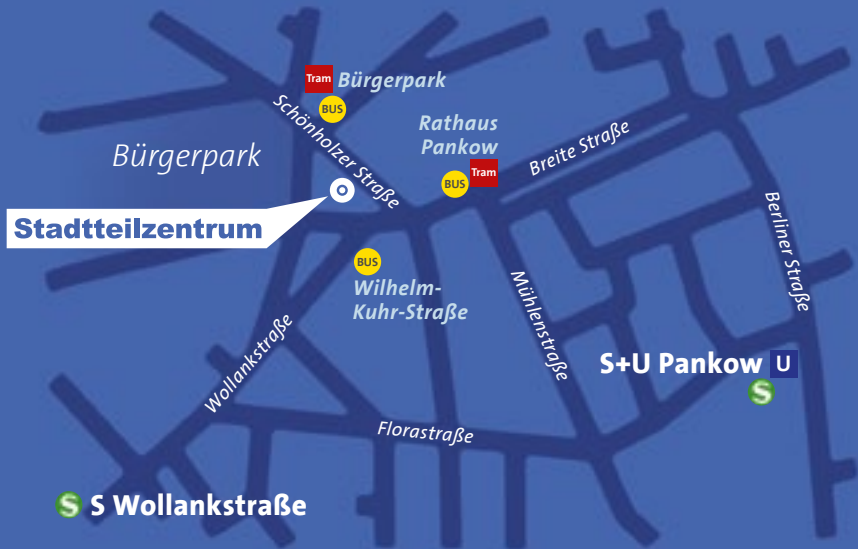 Tram Bürgerpark
BUS
Schönholzer Straße
Bürgerpark
Rathaus
Pankow
BUS Tram
Breite Straße
Stadtteilzentrum
Berliner Straße
BUS
Wilhelm-
Kuhr-Straße
Mühlenstraße
Wollankstraße
S+U Pankow U
S
Florastraße
S S Wollankstraße